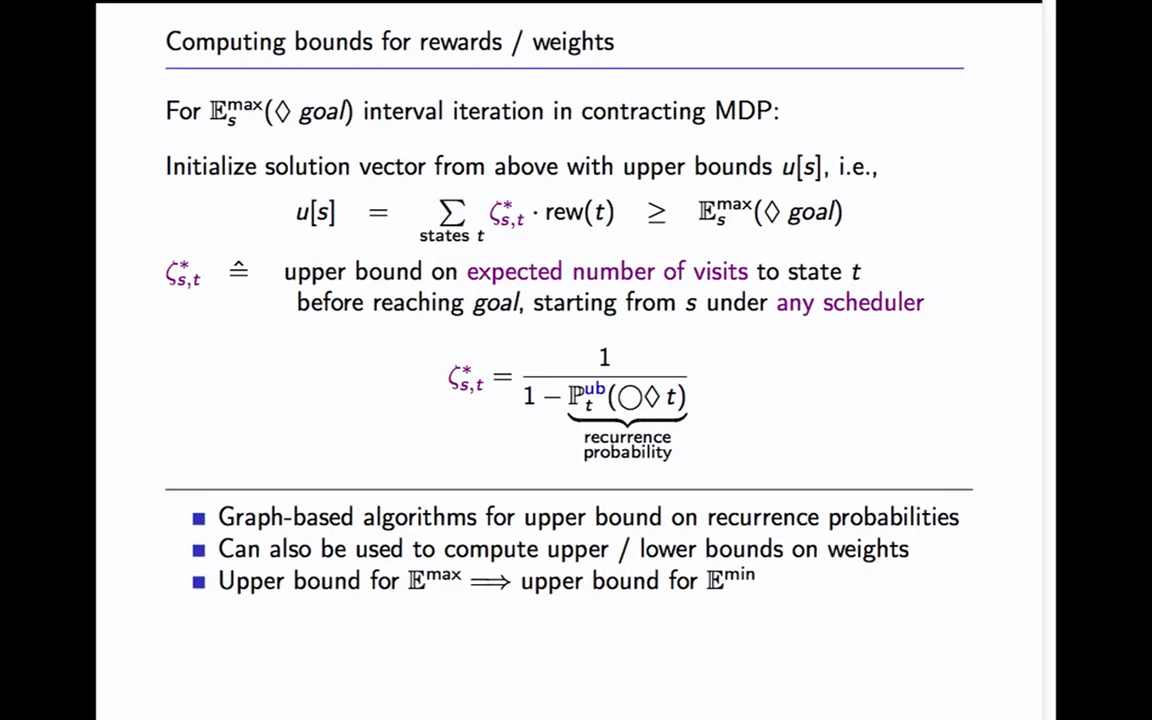 Computing bounds for rewards / weights
For 𝔼ₛᵐᵃˣ(◊ goal) interval iteration in contracting MDP:
Initialize solution vector from above with upper bounds u[s], i.e.,
u[s] = ∑ ζ*ₛ,ₜ · rew(t) ≥ 𝔼ₛᵐᵃˣ(◊ goal)
states t
ζ*ₛ,ₜ ≙ upper bound on expected number of visits to state t
before reaching goal, starting from s under any scheduler
1
ζ*ₛ,ₜ =
1 − ℙₜᵘᵇ(◯◊ t)
recurrence
probability
■ Graph-based algorithms for upper bound on recurrence probabilities
■ Can also be used to compute upper / lower bounds on weights
■ Upper bound for 𝔼ᵐᵃˣ ⟹ upper bound for 𝔼ᵐⁱⁿ